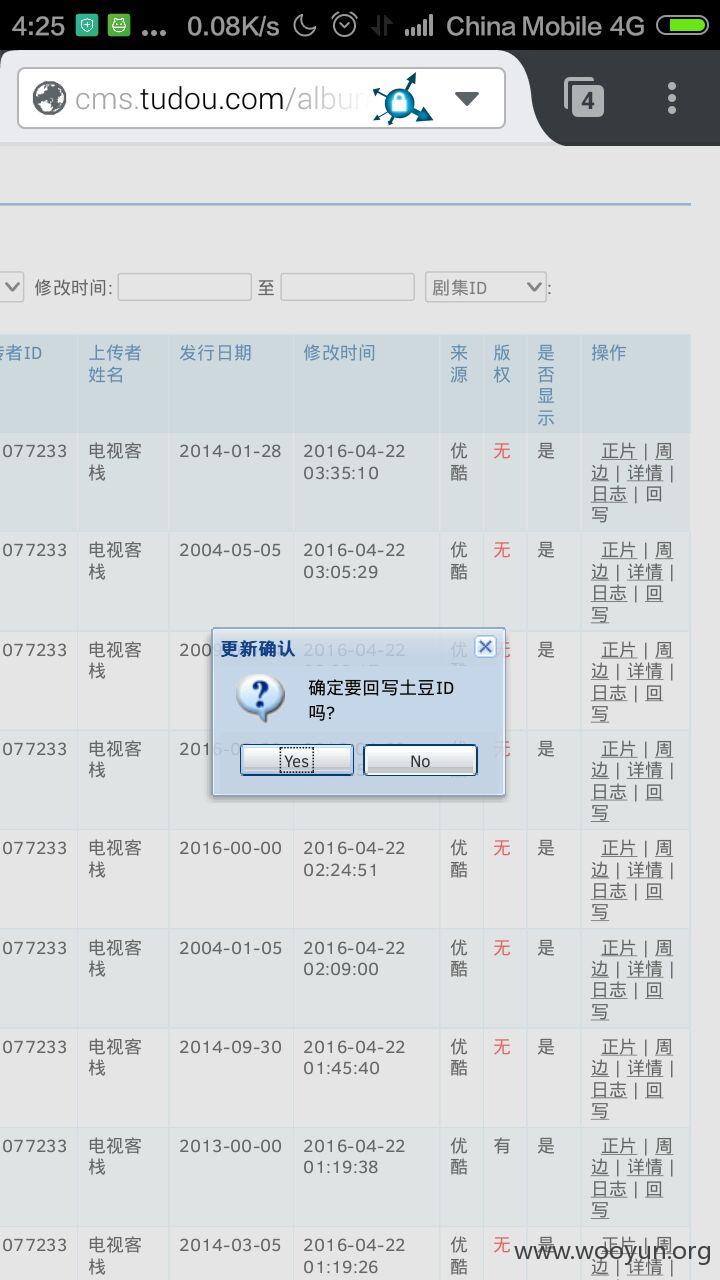 4:25 ... 0.08K/s China Mobile 4G
cms.tudou.com/albu
4
修改时间: 至 剧集ID :
者ID 上传者姓名 发行日期 修改时间 来源 版权 是否显示 操作
077233 电视客栈 2014-01-28 2016-04-22 03:35:10 优酷 无 是 正片 | 周边 | 详情 | 日志 | 回写
077233 电视客栈 2004-05-05 2016-04-22 03:05:29 优酷 无 是 正片 | 周边 | 详情 | 日志 | 回写
077233 电视客栈 是 正片 | 周边 | 详情 | 日志 | 回写
更新确认
确定要回写土豆ID
吗?
Yes No
077233 电视客栈 是 正片 | 周边 | 详情 | 日志 | 回写
077233 电视客栈 2016-00-00 2016-04-22 02:24:51 优酷 无 是 正片 | 周边 | 详情 | 日志 | 回写
077233 电视客栈 2004-01-05 2016-04-22 02:09:00 优酷 无 是 正片 | 周边 | 详情 | 日志 | 回写
077233 电视客栈 2014-09-30 2016-04-22 01:45:40 优酷 无 是 正片 | 周边 | 详情 | 日志 | 回写
077233 电视客栈 2013-00-00 2016-04-22 01:19:38 优酷 有 是 正片 | 周边 | 详情 | 日志 | 回写
077233 电视客栈 2014-03-05 2016-04-22 01:19:26 优酷 无 是 正片 | 周边 | 详情 |
www.wooyun.org